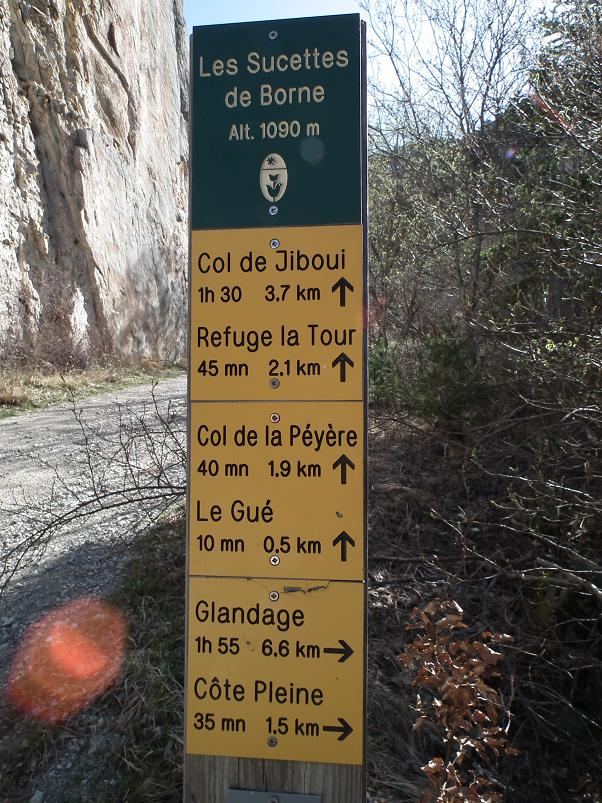 Les Sucettes
de Borne
Alt. 1090 m
Col de Jiboui
1h 30 3.7 km ↑
Refuge la Tour
45 mn 2.1 km ↑
Col de la Péyère
40 mn 1.9 km ↑
Le Gué
10 mn 0.5 km ↑
Glandage
1h 55 6.6 km →
Côte Pleine
35 mn 1.5 km →